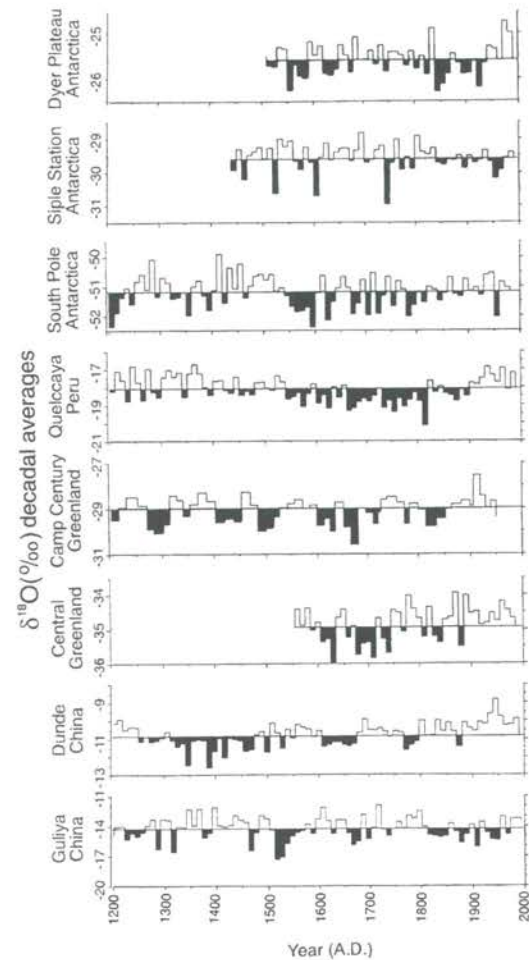 δ¹⁸O(⁰/₀₀) decadal averages
Dyer Plateau
Antarctica
-25
-26
Siple Station
Antarctica
-29
-30
-31
South Pole
Antarctica
-50
-51
-52
Quelccaya
Peru
-17
-19
-21
Camp Century
Greenland
-27
-29
-31
Central
Greenland
-34
-35
-36
Dunde
China
-9
-11
-13
Guliya
China
-11
-14
-17
-20
1200
1300
1400
1500
1600
1700
1800
1900
2000
Year (A.D.)